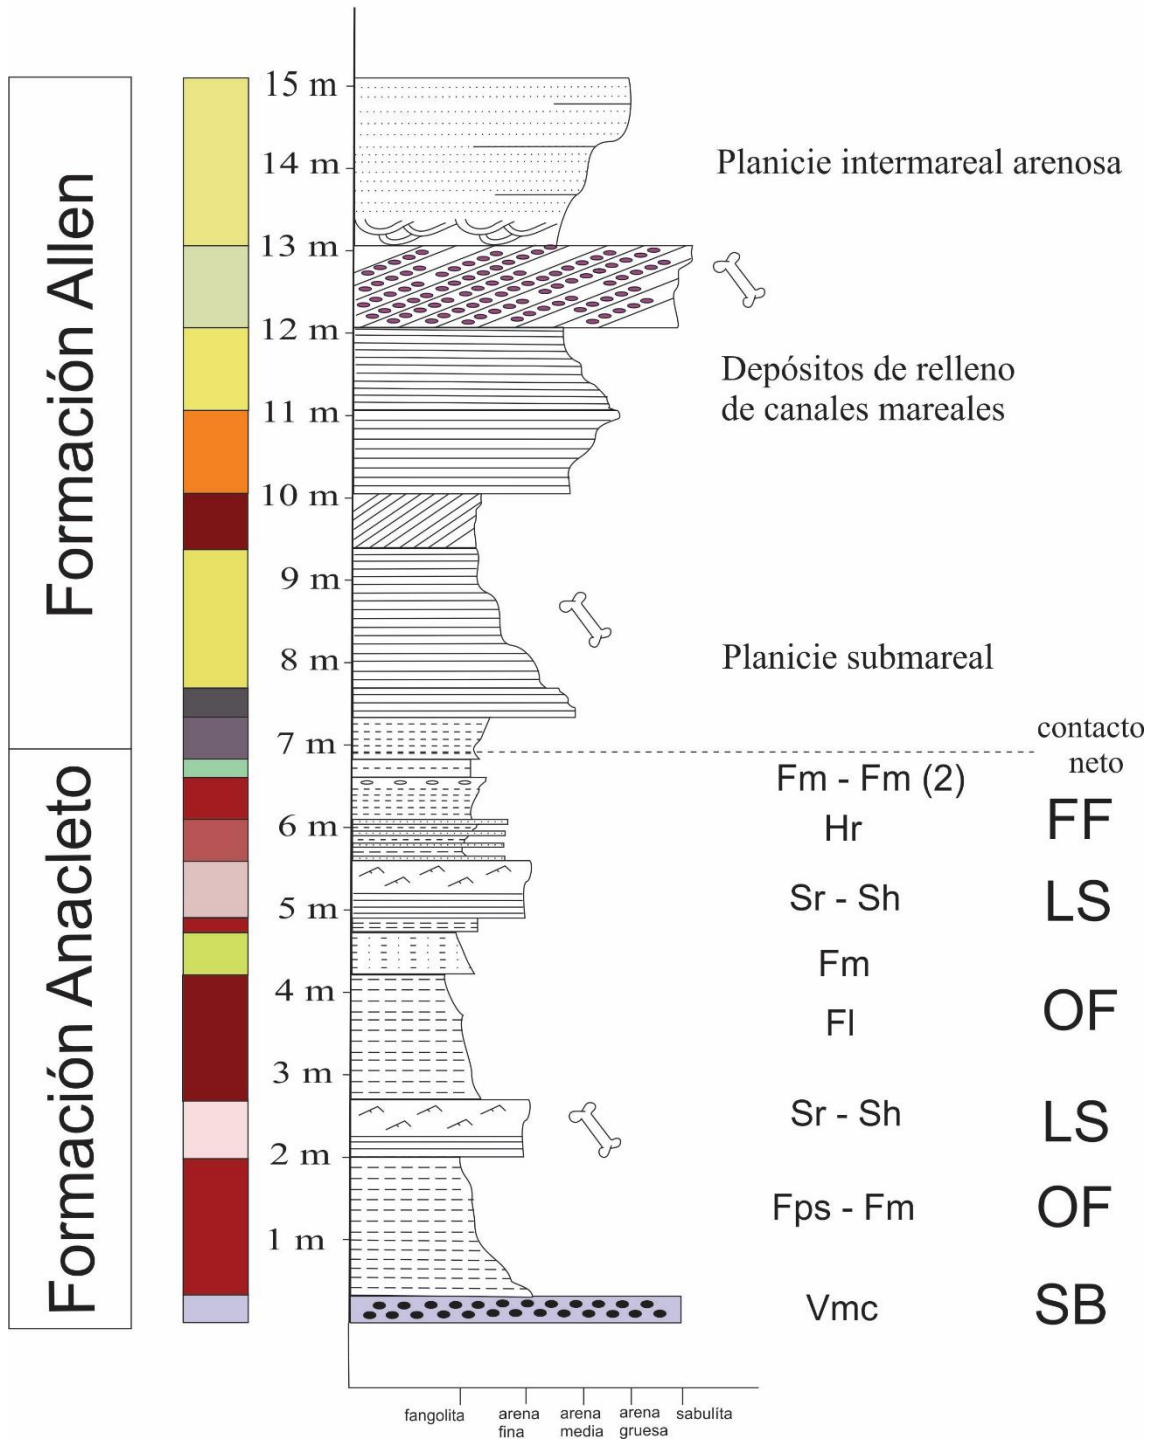 Formación Allen
Formación Anacleto
15 m
14 m
13 m
12 m
11 m
10 m
9 m
8 m
7 m
6 m
5 m
4 m
3 m
2 m
1 m
Planicie intermareal arenosa
Depósitos de relleno
de canales mareales
Planicie submareal
contacto
neto
Fm - Fm (2)
Hr
FF
Sr - Sh
LS
Fm
Fl
OF
Sr - Sh
LS
Fps - Fm
OF
Vmc
SB
fangolita
arena
fina
arena
media
arena
gruesa
sabulíta